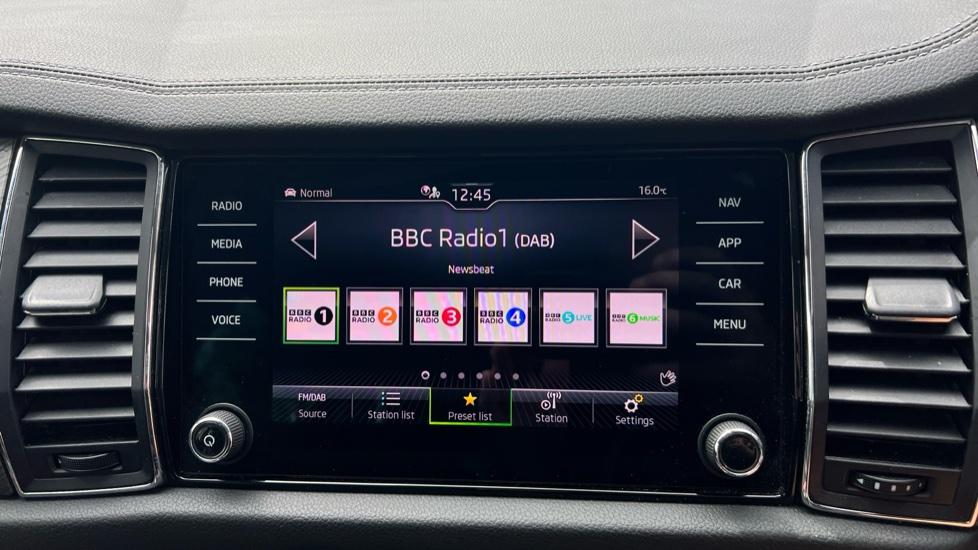 RADIO
MEDIA
PHONE
VOICE
Normal
12:45
16.0°C
BBC Radio1 (DAB)
Newsbeat
BBC RADIO 1
BBC RADIO 2
BBC RADIO 3
BBC RADIO 4
BBC RADIO 5 LIVE
BBC RADIO 6 MUSIC
FM/DAB
Source
Station list
Preset list
Station
Settings
NAV
APP
CAR
MENU